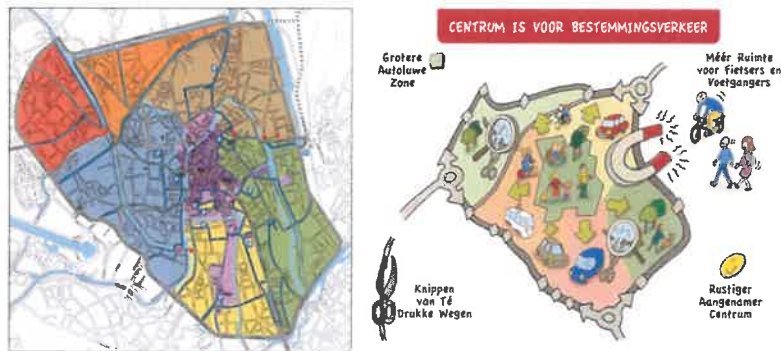 CENTRUM IS VOOR BESTEMMINGSVERKEER
Grotere
Autoluwe
Zone
Méér Ruimte
voor Fietsers en
Voetgangers
Knippen
van Té
Drukke Wegen
Rustiger
Aangenamer
Centrum